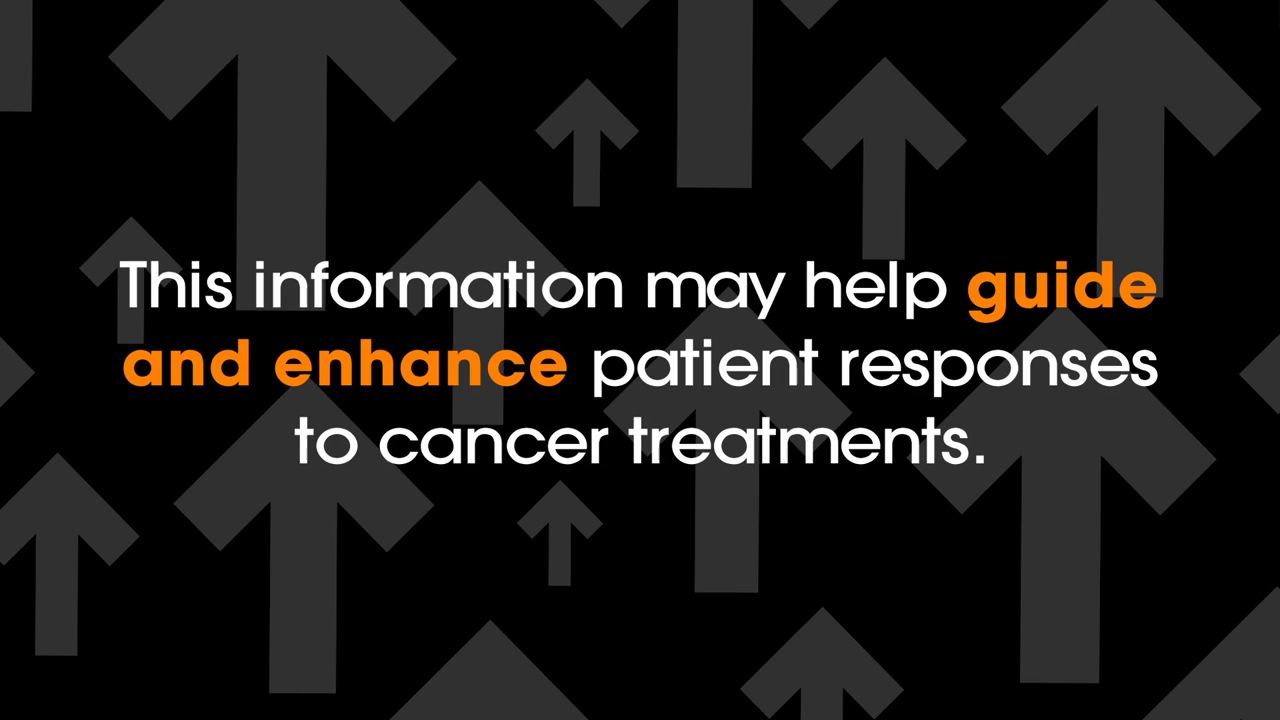 This information may help guide
and enhance patient responses
to cancer treatments.